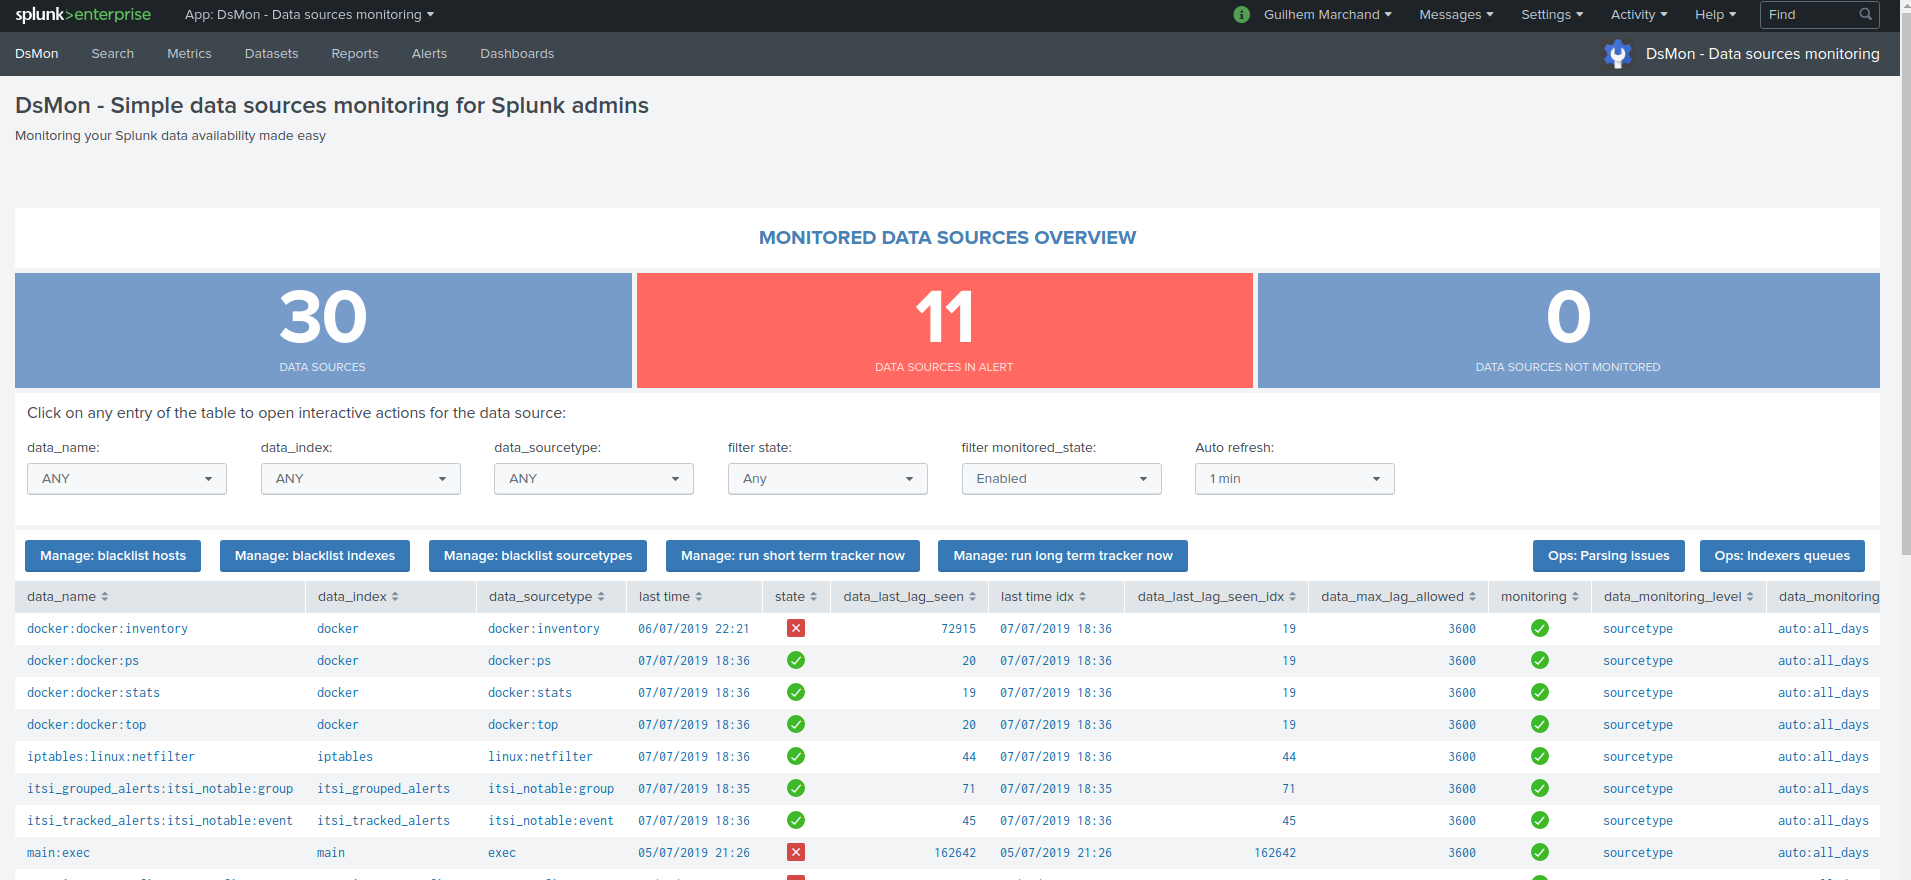 splunk>enterprise App: DsMon - Data sources monitoring i Guilhem Marchand Messages Settings Activity Help Find
DsMon Search Metrics Datasets Reports Alerts Dashboards DsMon - Data sources monitoring
DsMon - Simple data sources monitoring for Splunk admins
Monitoring your Splunk data availability made easy
MONITORED DATA SOURCES OVERVIEW
30 11 0
DATA SOURCES DATA SOURCES IN ALERT DATA SOURCES NOT MONITORED
Click on any entry of the table to open interactive actions for the data source:
data_name: data_index: data_sourcetype: filter state: filter monitored_state: Auto refresh:
ANY ANY ANY Any Enabled 1 min
Manage: blacklist hosts Manage: blacklist indexes Manage: blacklist sourcetypes Manage: run short term tracker now Manage: run long term tracker now Ops: Parsing issues Ops: Indexers queues
data_name data_index data_sourcetype last time state data_last_lag_seen last time idx data_last_lag_seen_idx data_max_lag_allowed monitoring data_monitoring_level data_monitoring
docker:docker:inventory docker docker:inventory 06/07/2019 22:21 72915 07/07/2019 18:36 19 3600 sourcetype auto:all_days
docker:docker:ps docker docker:ps 07/07/2019 18:36 20 07/07/2019 18:36 19 3600 sourcetype auto:all_days
docker:docker:stats docker docker:stats 07/07/2019 18:36 19 07/07/2019 18:36 19 3600 sourcetype auto:all_days
docker:docker:top docker docker:top 07/07/2019 18:36 20 07/07/2019 18:36 19 3600 sourcetype auto:all_days
iptables:linux:netfilter iptables linux:netfilter 07/07/2019 18:36 44 07/07/2019 18:36 44 3600 sourcetype auto:all_days
itsi_grouped_alerts:itsi_notable:group itsi_grouped_alerts itsi_notable:group 07/07/2019 18:35 71 07/07/2019 18:35 71 3600 sourcetype auto:all_days
itsi_tracked_alerts:itsi_notable:event itsi_tracked_alerts itsi_notable:event 07/07/2019 18:36 45 07/07/2019 18:36 45 3600 sourcetype auto:all_days
main:exec main exec 05/07/2019 21:26 162642 05/07/2019 21:26 162642 3600 sourcetype auto:all_days